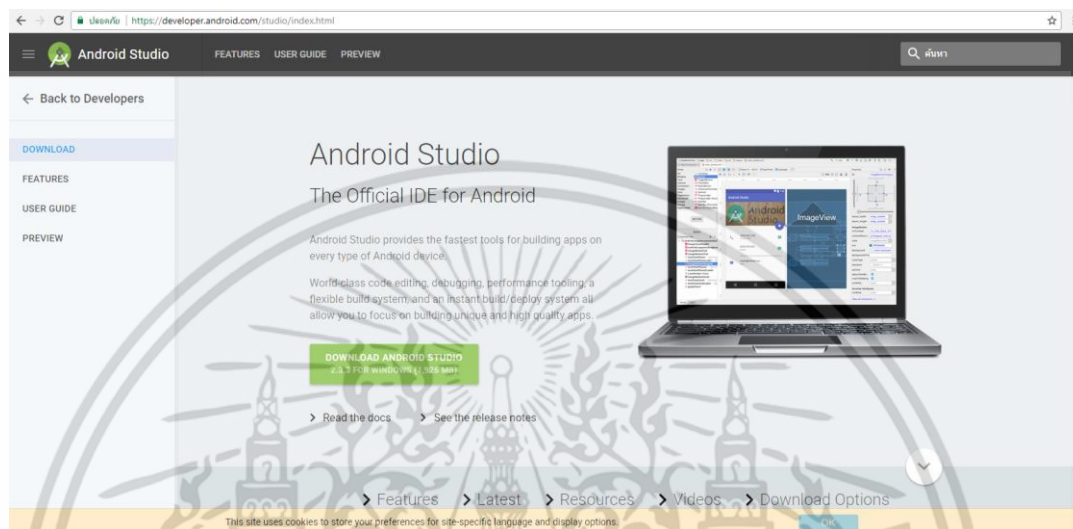 ปลอดภัย | https://developer.android.com/studio/index.html
Android Studio FEATURES USER GUIDE PREVIEW ค้นหา
Back to Developers
DOWNLOAD
FEATURES
USER GUIDE
PREVIEW
Android Studio
The Official IDE for Android
Android Studio provides the fastest tools for building apps on
every type of Android device.
World-class code editing, debugging, performance tooling, a
flexible build system, and an instant build/deploy system all
allow you to focus on building unique and high quality apps.
DOWNLOAD ANDROID STUDIO
FOR WINDOWS
Read the docs See the release notes
Android Studio
ImageView
Features Latest Resources Videos Download Options
This site uses cookies to store your preferences for site-specific language and display options.
OK